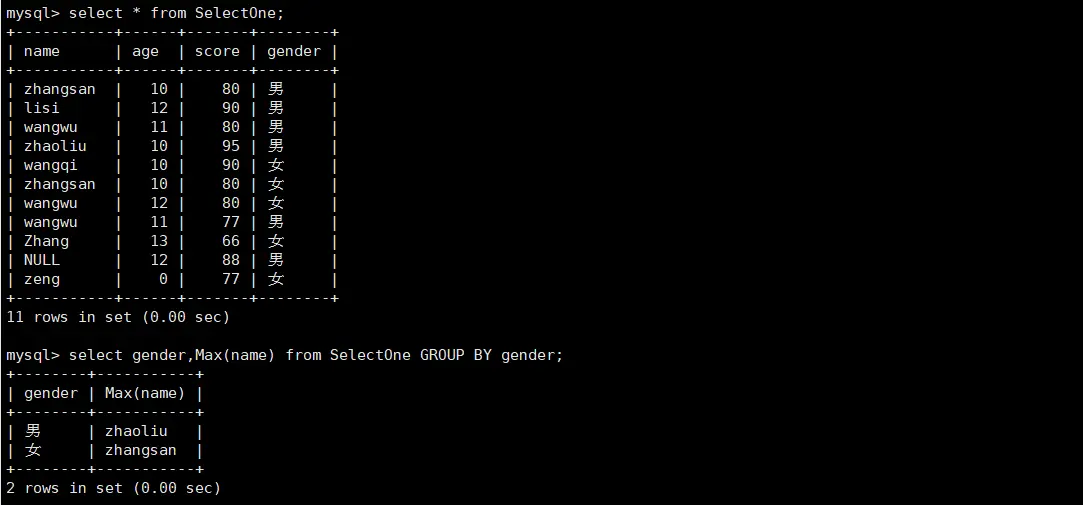 mysql> select * from SelectOne;
+-----------+------+-------+--------+
| name      | age  | score | gender |
+-----------+------+-------+--------+
| zhangsan  |   10 |    80 | 男     |
| lisi      |   12 |    90 | 男     |
| wangwu    |   11 |    80 | 男     |
| zhaoliu   |   10 |    95 | 男     |
| wangqi    |   10 |    90 | 女     |
| zhangsan  |   10 |    80 | 女     |
| wangwu    |   12 |    80 | 女     |
| wangwu    |   11 |    77 | 男     |
| Zhang     |   13 |    66 | 女     |
| NULL      |   12 |    88 | 男     |
| zeng      |    0 |    77 | 女     |
+-----------+------+-------+--------+
11 rows in set (0.00 sec)
mysql> select gender,Max(name) from SelectOne GROUP BY gender;
+--------+-----------+
| gender | Max(name) |
+--------+-----------+
| 男     | zhaoliu   |
| 女     | zhangsan  |
+--------+-----------+
2 rows in set (0.00 sec)